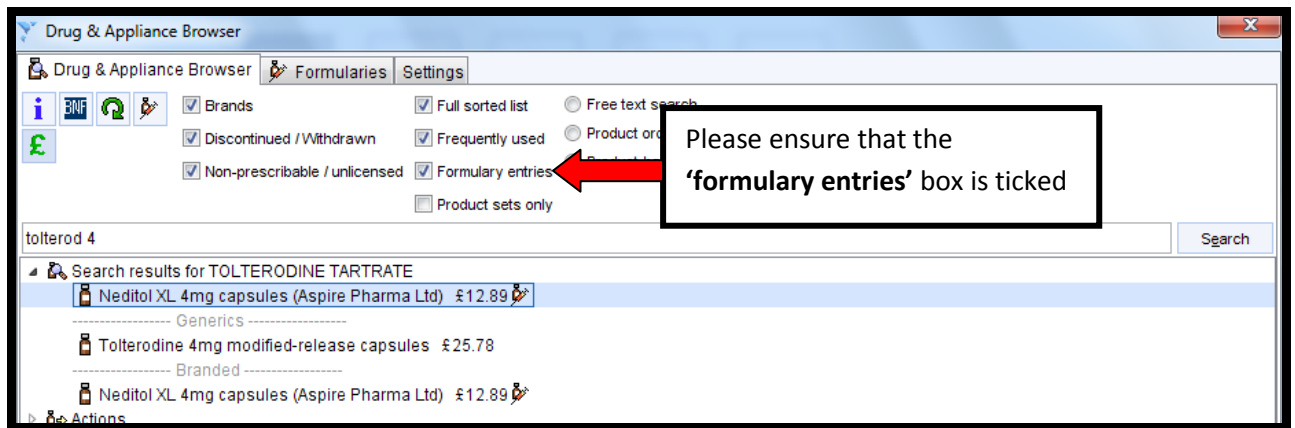 Drug & Appliance Browser
Drug & Appliance Browser Formularies Settings
i BNF Brands Full sorted list Free text search
£ Discontinued / Withdrawn Frequently used Product
Non-prescribable / unlicensed Formulary entries
Product sets only
Please ensure that the
‘formulary entries’ box is ticked
tolterod 4 Search
Search results for TOLTERODINE TARTRATE
Neditol XL 4mg capsules (Aspire Pharma Ltd) £12.89
------------------ Generics ------------------
Tolterodine 4mg modified-release capsules £25.78
------------------ Branded ------------------
Neditol XL 4mg capsules (Aspire Pharma Ltd) £12.89
Actions